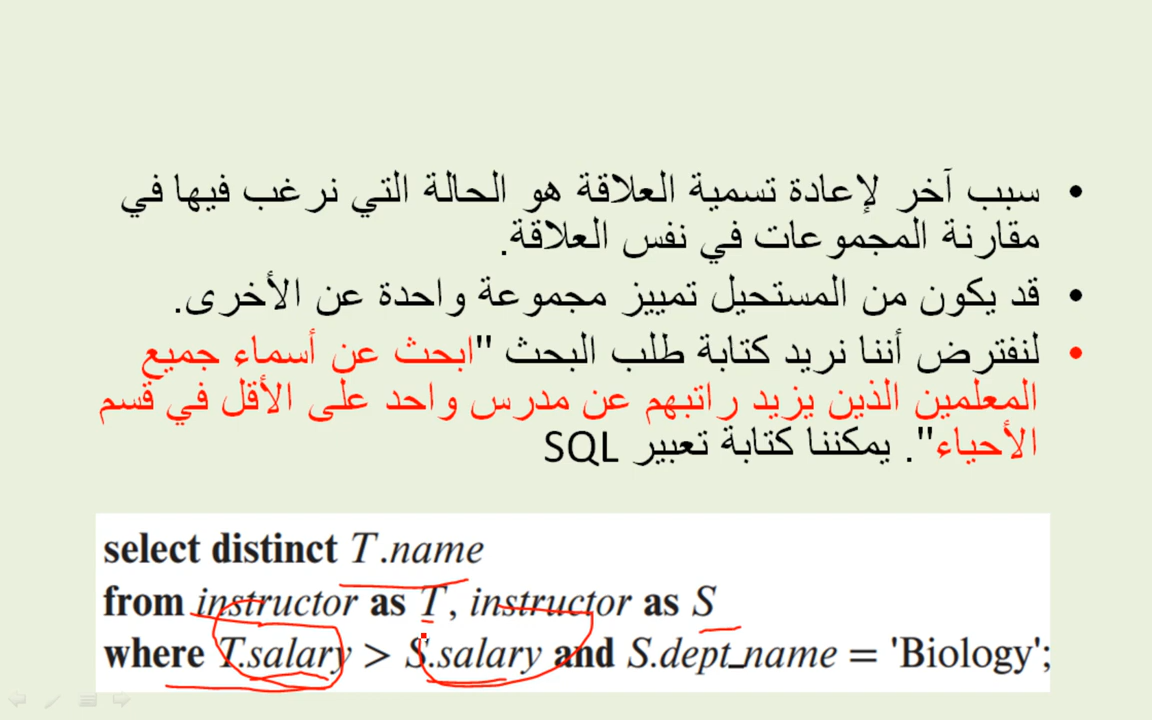 • سبب آخر لإعادة تسمية العلاقة هو الحالة التي نرغب فيها في
مقارنة المجموعات في نفس العلاقة.
• قد يكون من المستحيل تمييز مجموعة واحدة عن الأخرى.
• لنفترض أننا نريد كتابة طلب البحث "ابحث عن أسماء جميع
المعلمين الذين يزيد راتبهم عن مدرس واحد على الأقل في قسم
الأحياء". يمكننا كتابة تعبير SQL
select distinct T.name
from instructor as T, instructor as S
where T.salary > S.salary and S.dept_name = 'Biology';